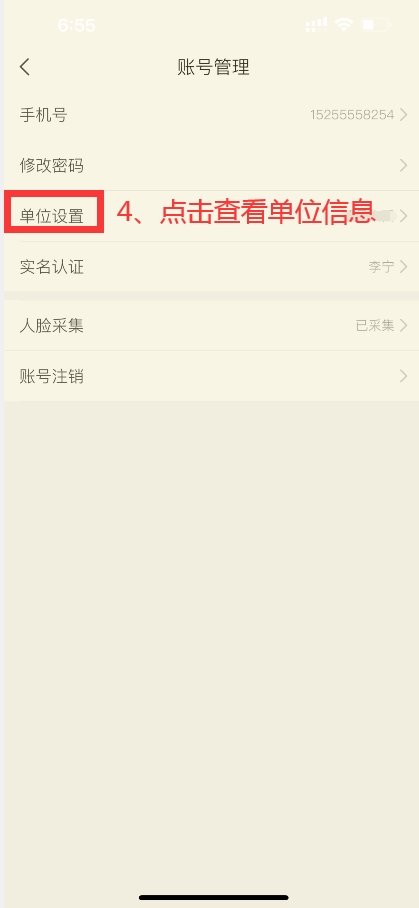 6:55
账号管理
手机号 15255558254
修改密码
单位设置 4、点击查看单位信息
实名认证 李宁
人脸采集 已采集
账号注销